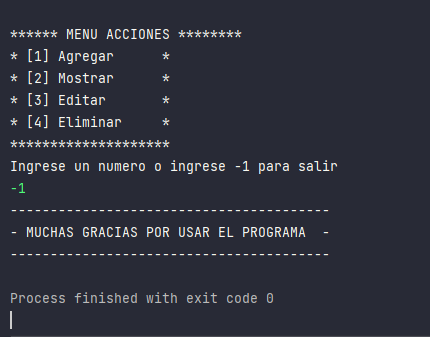 ****** MENU ACCIONES ********
* [1] Agregar      *
* [2] Mostrar      *
* [3] Editar       *
* [4] Eliminar     *
********************
Ingrese un numero o ingrese -1 para salir
-1
----------------------------------------
- MUCHAS GRACIAS POR USAR EL PROGRAMA  -
----------------------------------------
Process finished with exit code 0